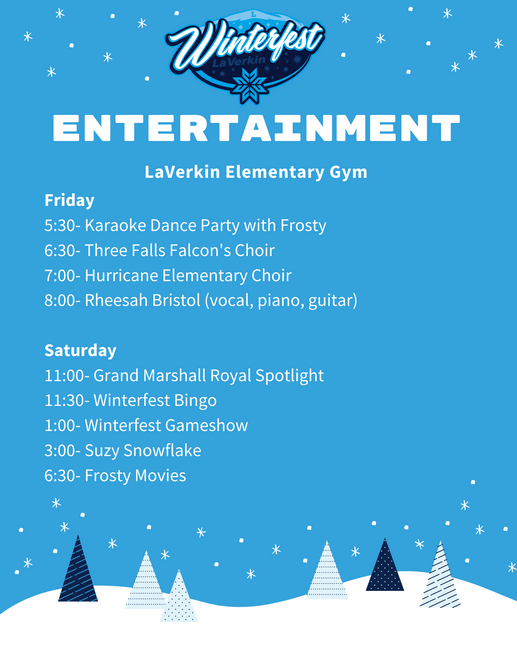 Winterfest
LaVerkin
ENTERTAINMENT
LaVerkin Elementary Gym
Friday
5:30- Karaoke Dance Party with Frosty
6:30- Three Falls Falcon's Choir
7:00- Hurricane Elementary Choir
8:00- Rheesah Bristol (vocal, piano, guitar)
Saturday
11:00- Grand Marshall Royal Spotlight
11:30- Winterfest Bingo
1:00- Winterfest Gameshow
3:00- Suzy Snowflake
6:30- Frosty Movies